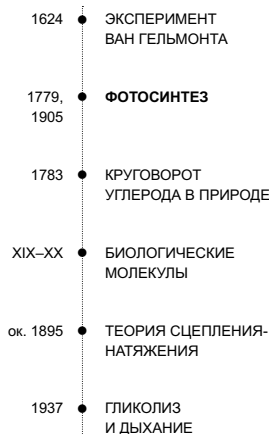 1624 ЭКСПЕРИМЕНТ
ВАН ГЕЛЬМОНТА
1779, ФОТОСИНТЕЗ
1905
1783 КРУГОВОРОТ
УГЛЕРОДА В ПРИРОДЕ
XIX–XX БИОЛОГИЧЕСКИЕ
МОЛЕКУЛЫ
ок. 1895 ТЕОРИЯ СЦЕПЛЕНИЯ-
НАТЯЖЕНИЯ
1937 ГЛИКОЛИЗ
И ДЫХАНИЕ